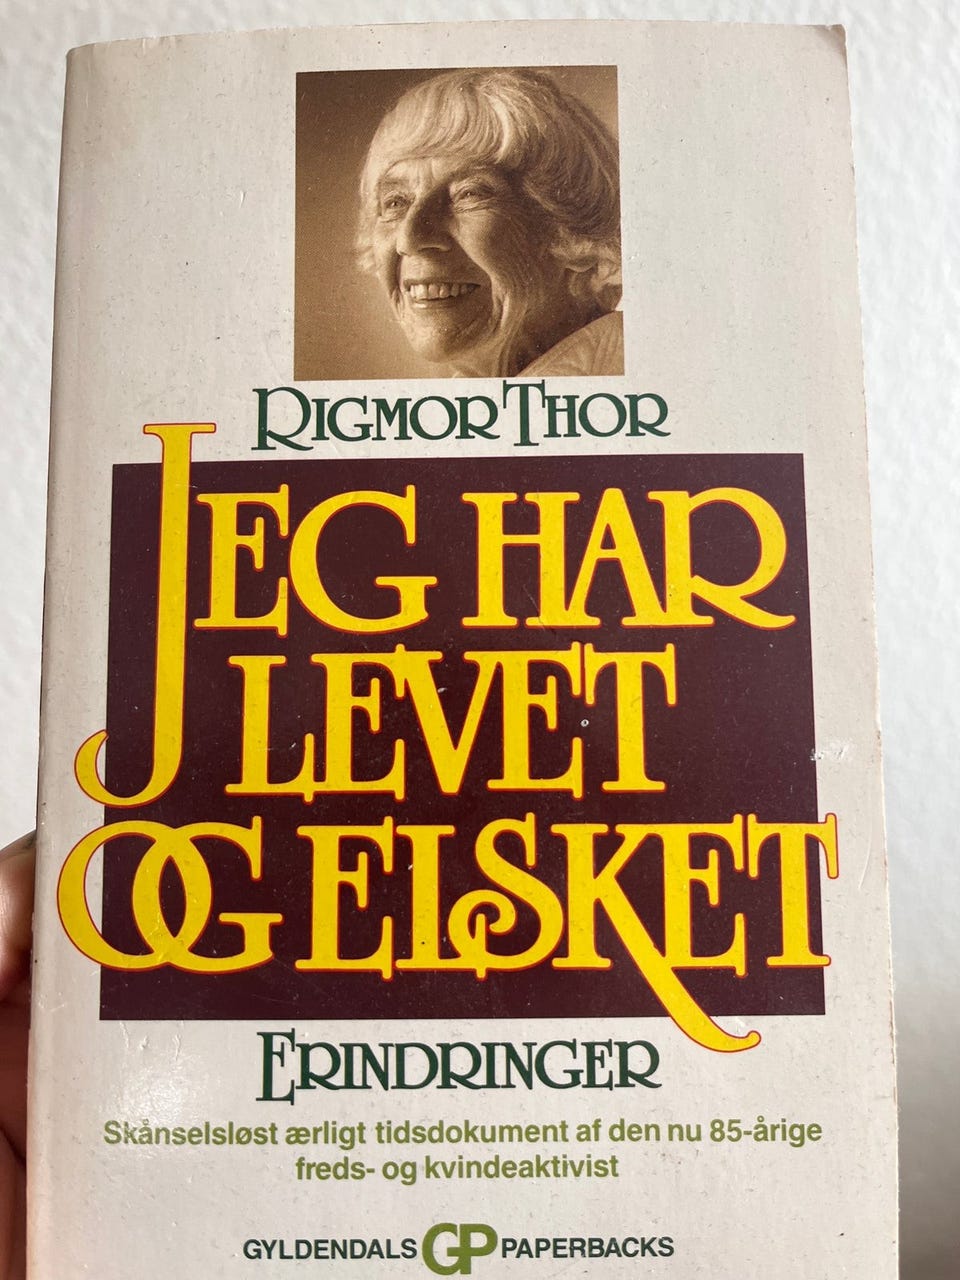 RIGMOR THOR
JEG HAR
LEVET
OG ELSKET
ERINDRINGER
Skånselsløst ærligt tidsdokument af den nu 85-årige
freds- og kvindeaktivist
GYLDENDALS GP PAPERBACKS